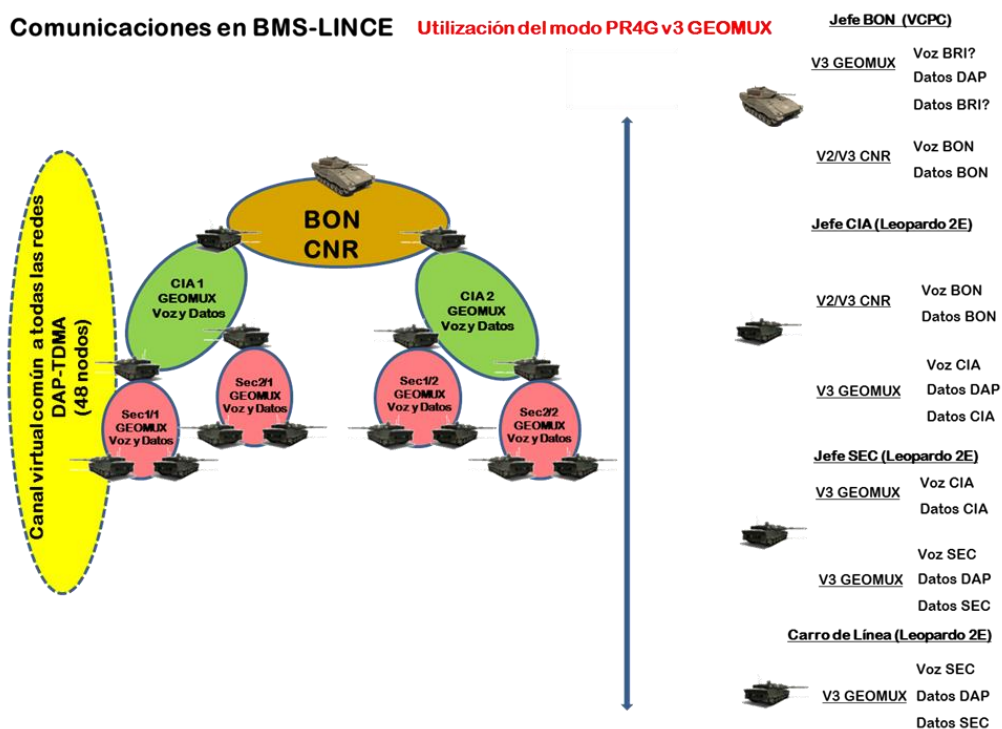 Comunicaciones en BMS-LINCE
Utilización del modo PR4G v3 GEOMUX
Canal virtual común a todas las redes
DAP-TDMA
(48 nodos)
BON
CNR
CIA 1
GEOMUX
Voz y Datos
CIA 2
GEOMUX
Voz y Datos
Sec1/1
GEOMUX
Voz y Datos
Sec2/1
GEOMUX
Voz y Datos
Sec1/2
GEOMUX
Voz y Datos
Sec2/2
GEOMUX
Voz y Datos
Jefe BON (VCPC)
V3 GEOMUX
Voz BRI?
Datos DAP
Datos BRI?
V2/V3 CNR
Voz BON
Datos BON
Jefe CIA (Leopardo 2E)
V2/V3 CNR
Voz BON
Datos BON
V3 GEOMUX
Voz CIA
Datos DAP
Datos CIA
Jefe SEC (Leopardo 2E)
V3 GEOMUX
Voz CIA
Datos CIA
V3 GEOMUX
Voz SEC
Datos DAP
Datos SEC
Carro de Línea (Leopardo 2E)
V3 GEOMUX
Voz SEC
Datos DAP
Datos SEC